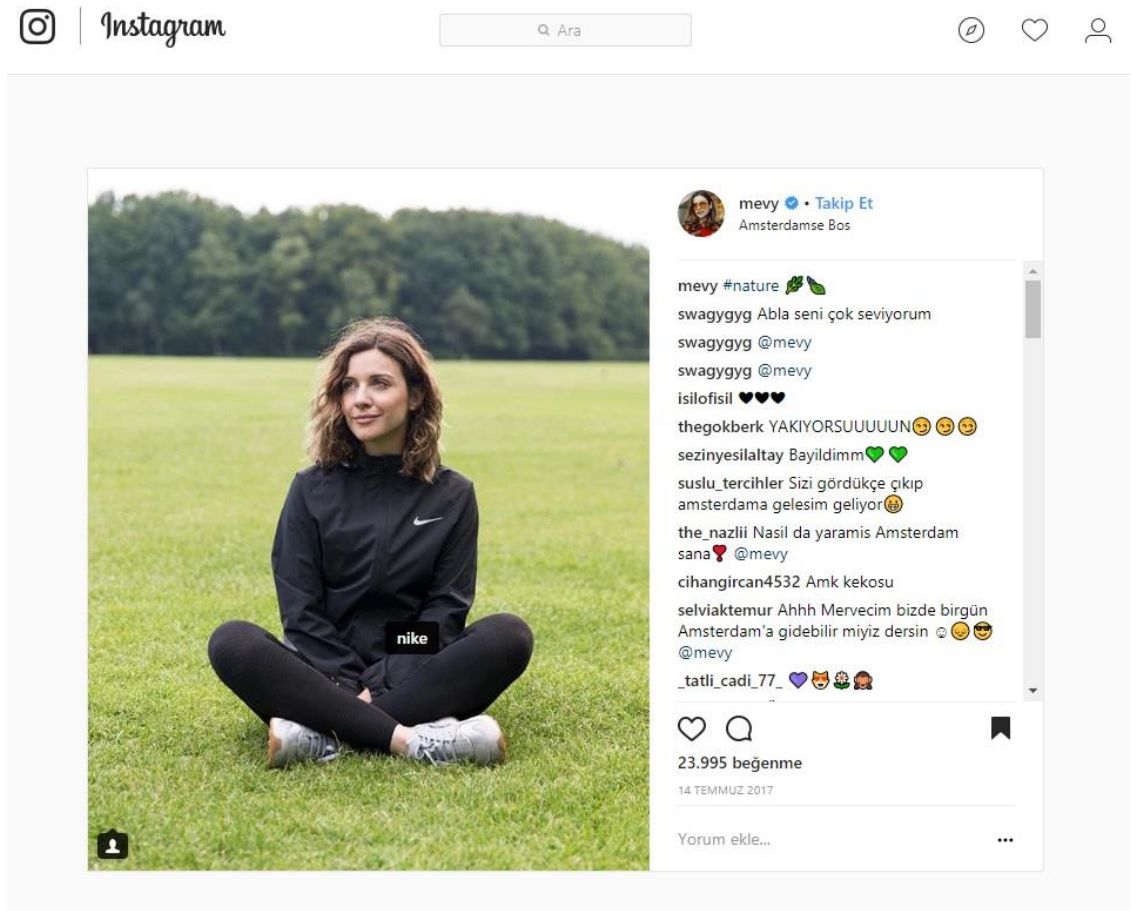 Instagram
Ara
mevy • Takip Et
Amsterdamse Bos
mevy #nature
swagygyg Abla seni çok seviyorum
swagygyg @mevy
swagygyg @mevy
isilofisil
thegokberk YAKIYORSUUUUUN
sezinyesilaltay Bayildimm
suslu_tercihler Sizi gördükçe çıkıp
amsterdama gelesim geliyor
the_nazlii Nasil da yaramis Amsterdam
sana @mevy
cihangircan4532 Amk kekosu
selviaktemur Ahhh Mervecim bizde birgün
Amsterdam'a gidebilir miyiz dersin
@mevy
_tatli_cadi_77_
nike
23.995 beğenme
14 TEMMUZ 2017
Yorum ekle...